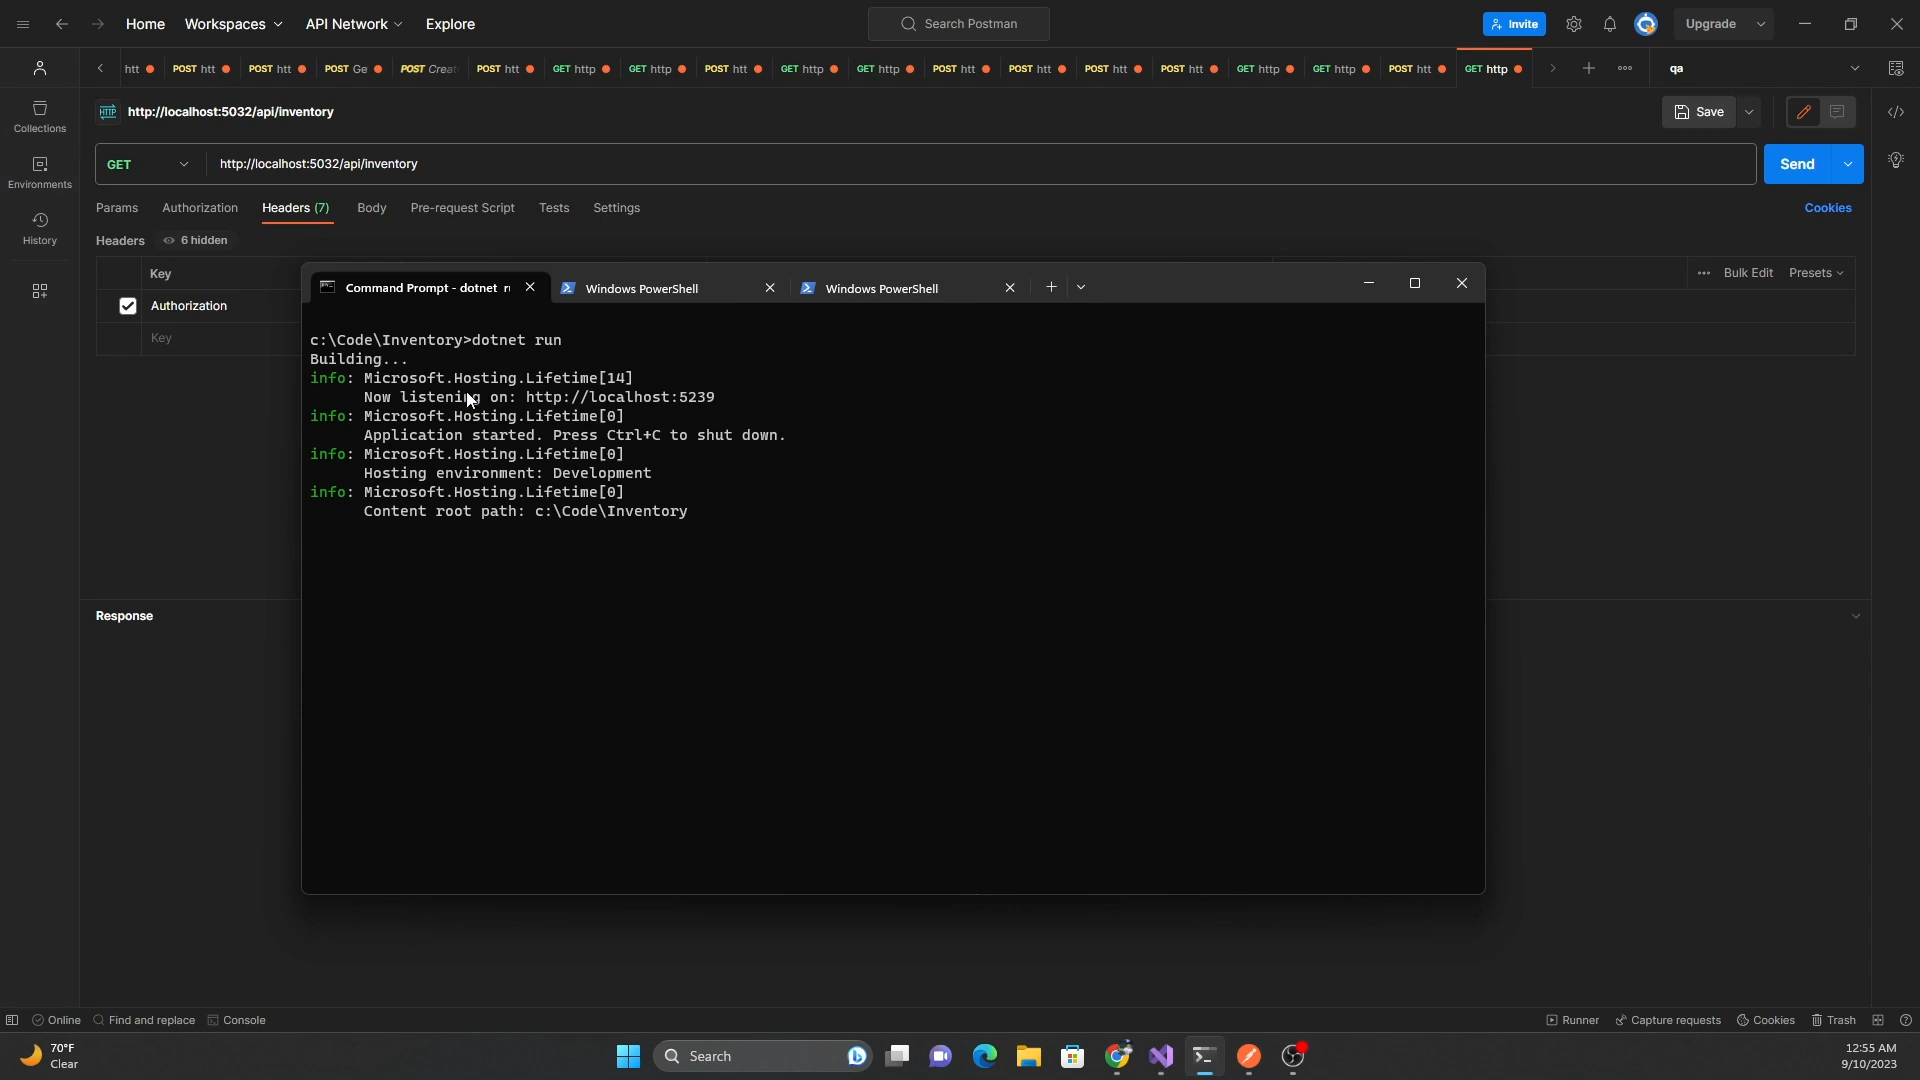 Home Workspaces API Network Explore Search Postman Invite Upgrade
htt POST htt POST htt POST Ge POST Creat POST htt GET http GET http POST htt GET http GET http POST htt POST htt POST htt POST htt GET http GET http POST htt GET http qa
HTTP http://localhost:5032/api/inventory Save
Collections
GET http://localhost:5032/api/inventory Send
Environments
Params Authorization Headers (7) Body Pre-request Script Tests Settings Cookies
History
Headers 6 hidden
Key Bulk Edit Presets
Authorization
Key
Command Prompt - dotnet r Windows PowerShell Windows PowerShell
c:\Code\Inventory>dotnet run
Building...
info: Microsoft.Hosting.Lifetime[14]
Now listening on: http://localhost:5239
info: Microsoft.Hosting.Lifetime[0]
Application started. Press Ctrl+C to shut down.
info: Microsoft.Hosting.Lifetime[0]
Hosting environment: Development
info: Microsoft.Hosting.Lifetime[0]
Content root path: c:\Code\Inventory
Response
Online Find and replace Console Runner Capture requests Cookies Trash
70°F
Clear
Search
12:55 AM
9/10/2023